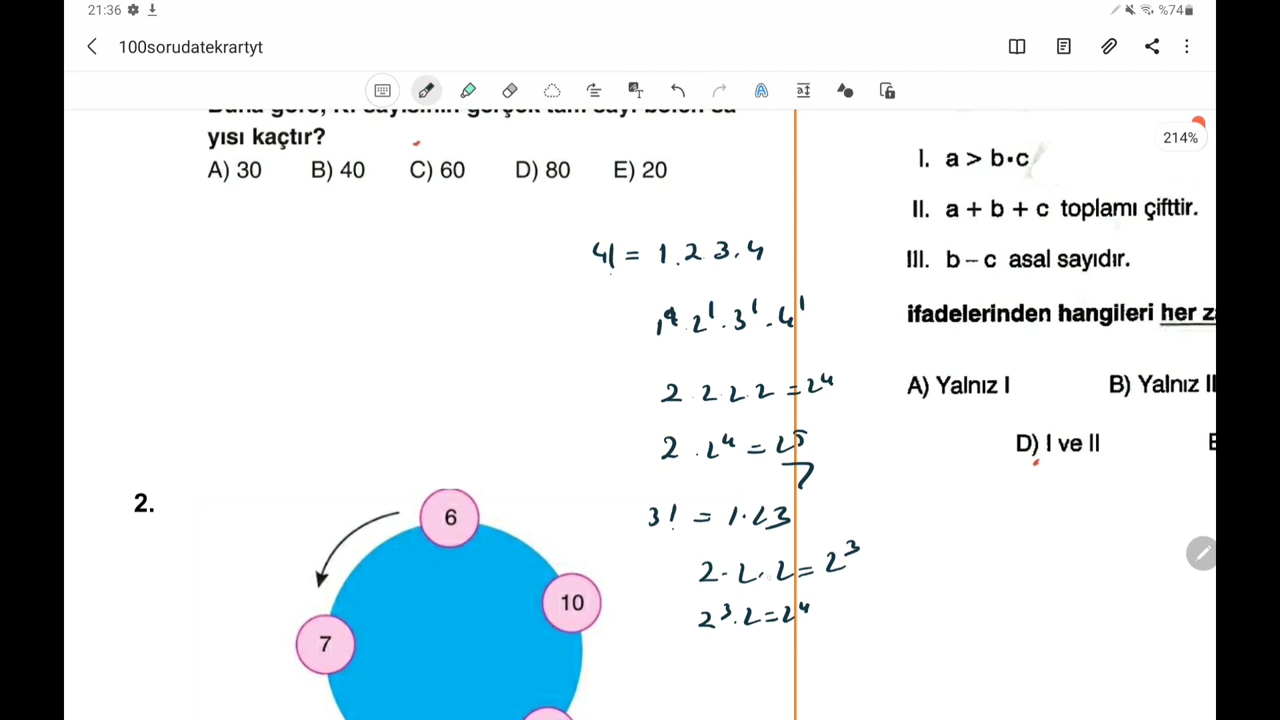 21:36 %74
100sorudatekrartyt
214%
yısı kaçtır?
A) 30 B) 40 C) 60 D) 80 E) 20
4! = 1.2 3.4
1 . 2¹ . 3¹ . 4¹
2 2 2 2 = 2⁴
2 . 2⁴ = 2⁵
3! = 1.2 3
2 . 2 . 2 = 2³
2³ . 2 = 2⁴
2.
6
10
7
I. a > b•c
II. a + b + c toplamı çifttir.
III. b – c asal sayıdır.
ifadelerinden hangileri her
A) Yalnız I B) Yalnız II
D) I ve II